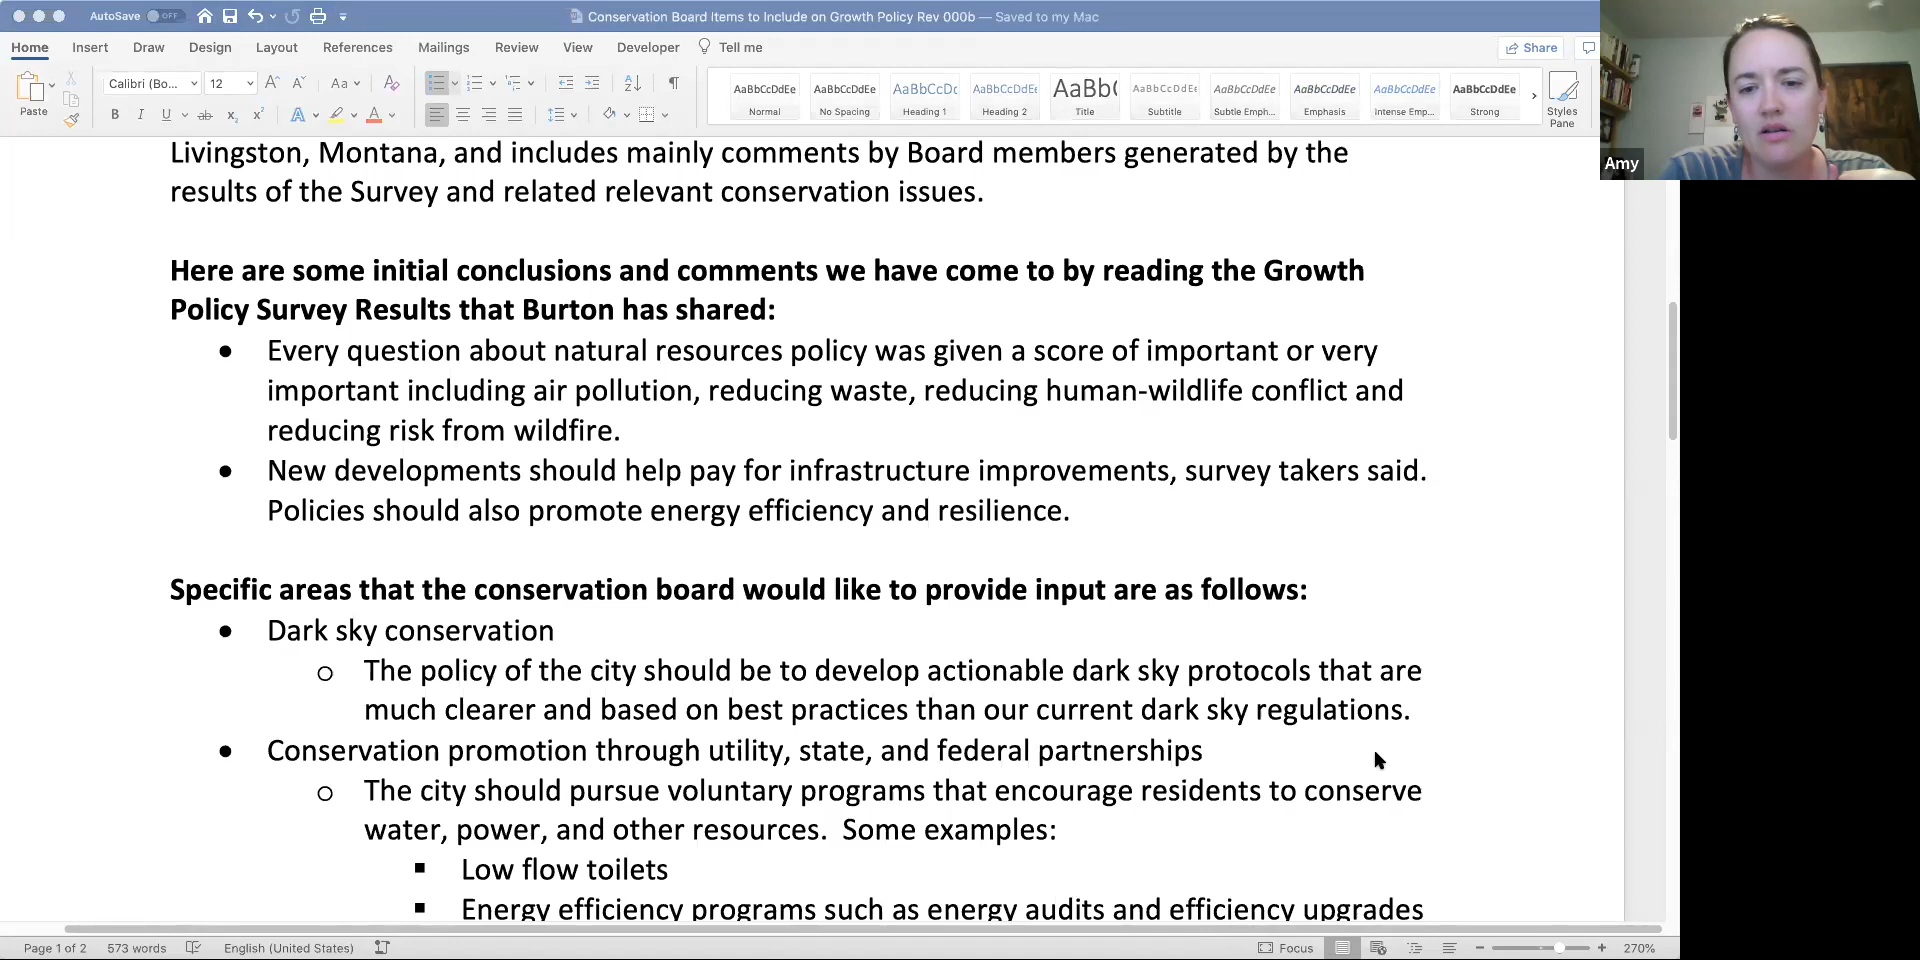 AutoSave OFF
Conservation Board Items to Include on Growth Policy Rev 000b — Saved to my Mac
Home Insert Draw Design Layout References Mailings Review View Developer Tell me
Share
Paste
Calibri (Bo... 12
AaBbCcDdEe AaBbCcDdEe AaBbCcDc AaBbCcDdEe AaBb( AaBbCcDdEe AaBbCcDdEe AaBbCcDdEe AaBbCcDdEe AaBbCcDdEe
Normal No Spacing Heading 1 Heading 2 Title Subtitle Subtle Emph... Emphasis Intense Emp... Strong
Styles
Pane
Amy
Livingston, Montana, and includes mainly comments by Board members generated by the
results of the Survey and related relevant conservation issues.
Here are some initial conclusions and comments we have come to by reading the Growth
Policy Survey Results that Burton has shared:
• Every question about natural resources policy was given a score of important or very
important including air pollution, reducing waste, reducing human-wildlife conflict and
reducing risk from wildfire.
• New developments should help pay for infrastructure improvements, survey takers said.
Policies should also promote energy efficiency and resilience.
Specific areas that the conservation board would like to provide input are as follows:
• Dark sky conservation
o The policy of the city should be to develop actionable dark sky protocols that are
much clearer and based on best practices than our current dark sky regulations.
• Conservation promotion through utility, state, and federal partnerships
o The city should pursue voluntary programs that encourage residents to conserve
water, power, and other resources.  Some examples:
▪ Low flow toilets
▪ Energy efficiency programs such as energy audits and efficiency upgrades
Page 1 of 2 573 words English (United States) Focus 270%